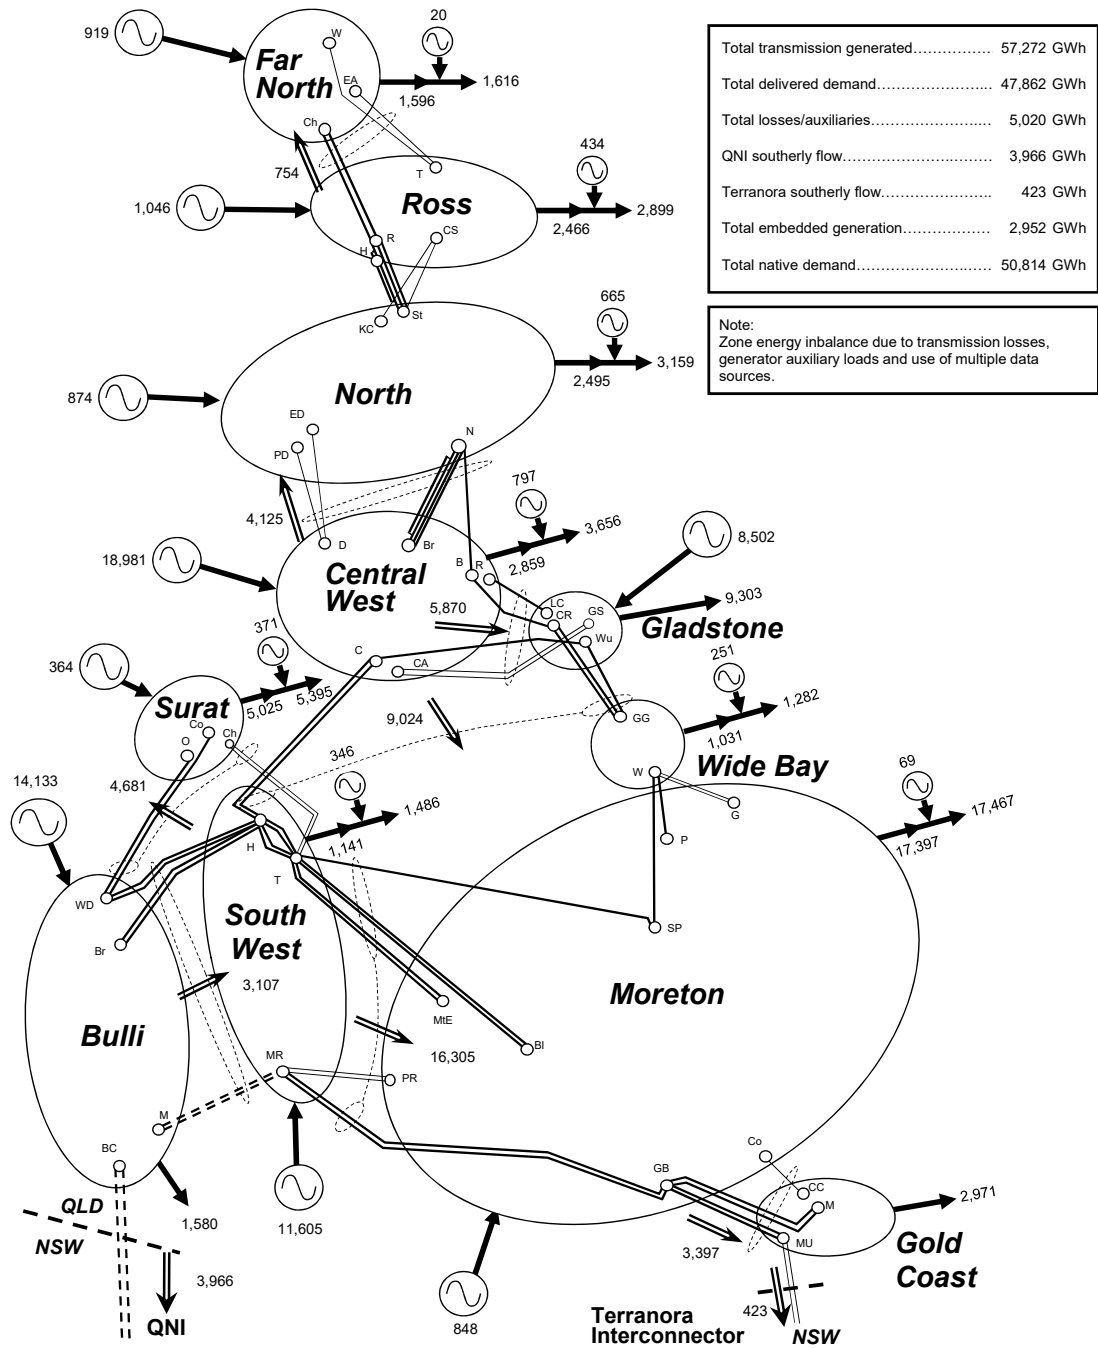 919
W
Far
North
EA
20
1,596
1,616
Ch
754
T
434
1,046
Ross
2,466
2,899
R
CS
H
St
KC
665
North
2,495
3,159
874
ED
N
PD
4,125
797
3,656
18,981
D
Br
B
R
2,859
8,502
Central
West
5,870
LC
CR
GS
9,303
Gladstone
Wu
C
CA
371
364
Surat
5,025
5,395
Co
Ch
O
9,024
GG
251
1,282
1,031
Wide Bay
W
G
346
14,133
4,681
1,486
1,141
69
17,467
17,397
H
P
T
WD
South
West
SP
Br
3,107
Moreton
MtE
Bulli
16,305
BI
MR
PR
M
BC
Co
GB
CC
M
2,971
QLD
NSW
1,580
11,605
MU
3,397
Gold
Coast
3,966
QNI
848
423
Terranora
Interconnector
NSW
Total transmission generated................ 57,272 GWh
Total delivered demand........................ 47,862 GWh
Total losses/auxiliaries......................... 5,020 GWh
QNI southerly flow............................... 3,966 GWh
Terranora southerly flow...................... 423 GWh
Total embedded generation.................. 2,952 GWh
Total native demand............................ 50,814 GWh
Note:
Zone energy inbalance due to transmission losses,
generator auxiliary loads and use of multiple data
sources.